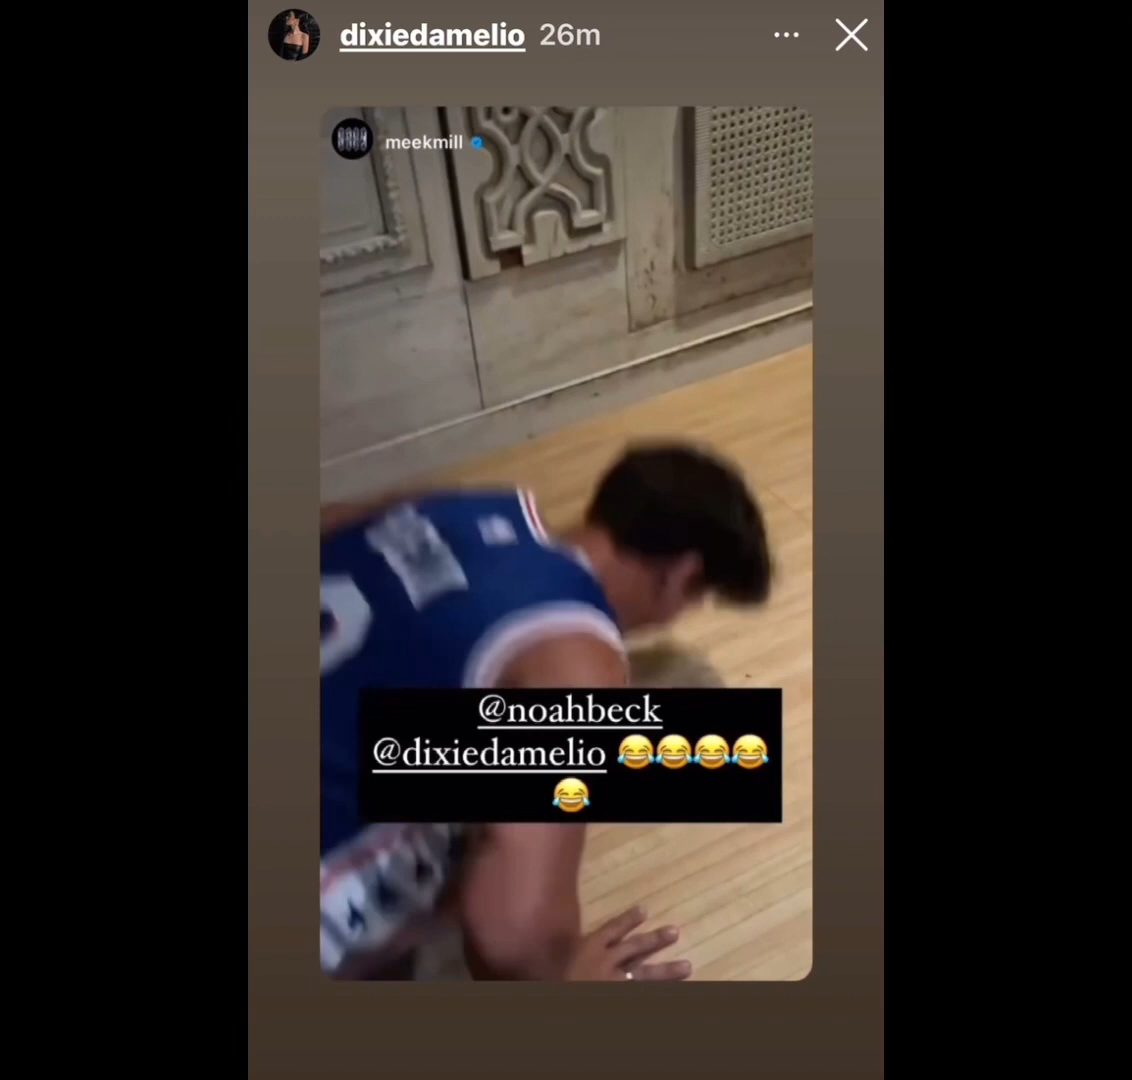 dixiedamelio 26m
meekmill
@noahbeck
@dixiedamelio 😂😂😂😂
😂